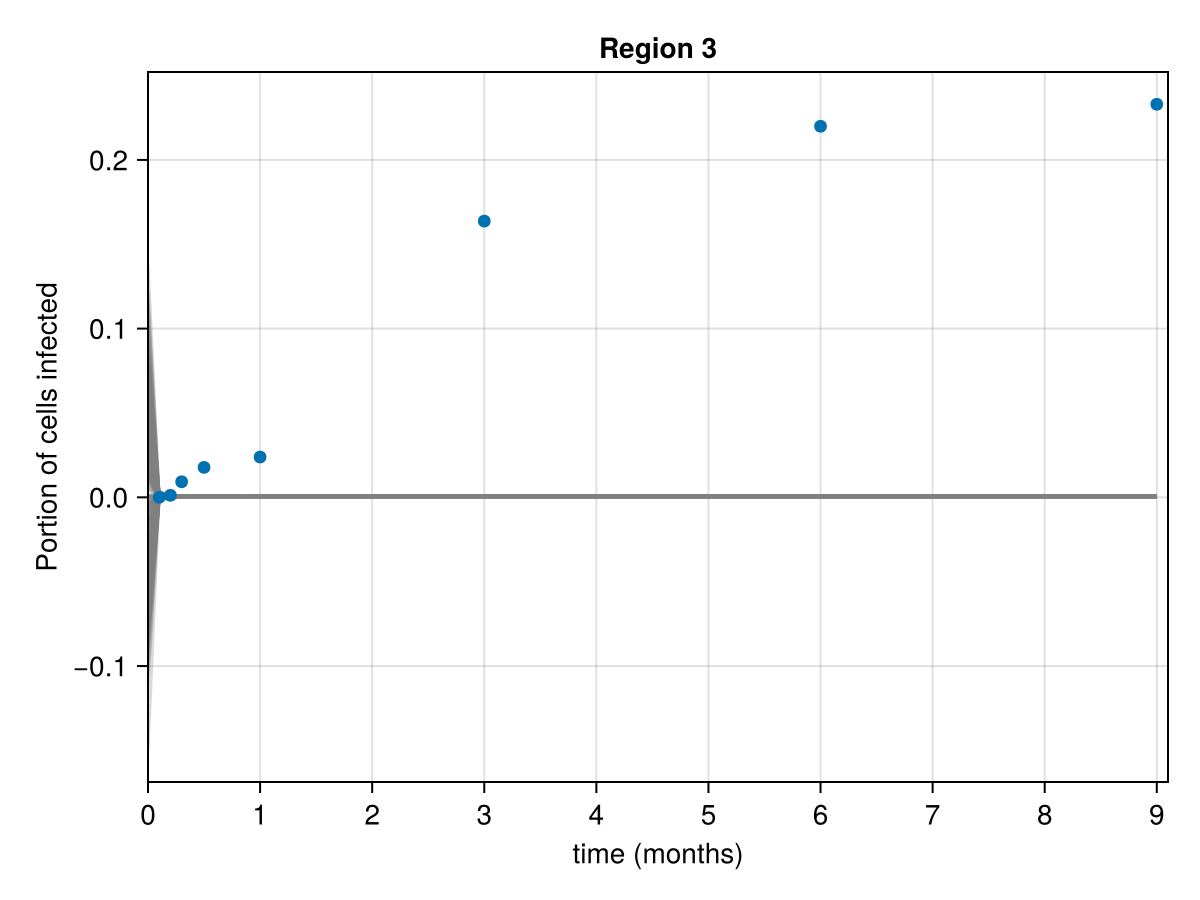 Region 3
Portion of cells infected
0.2
0.1
0.0
−0.1
0 1 2 3 4 5 6 7 8 9
time (months)